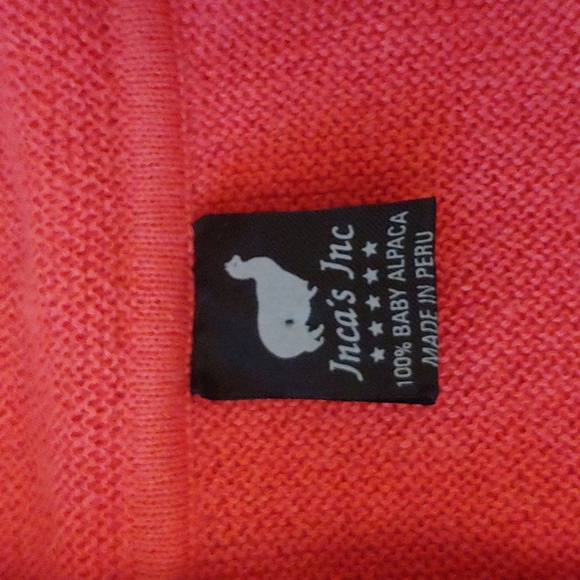 Inca's Inc
★ ★ ★ ★ ★
100% BABY ALPACA
MADE IN PERU